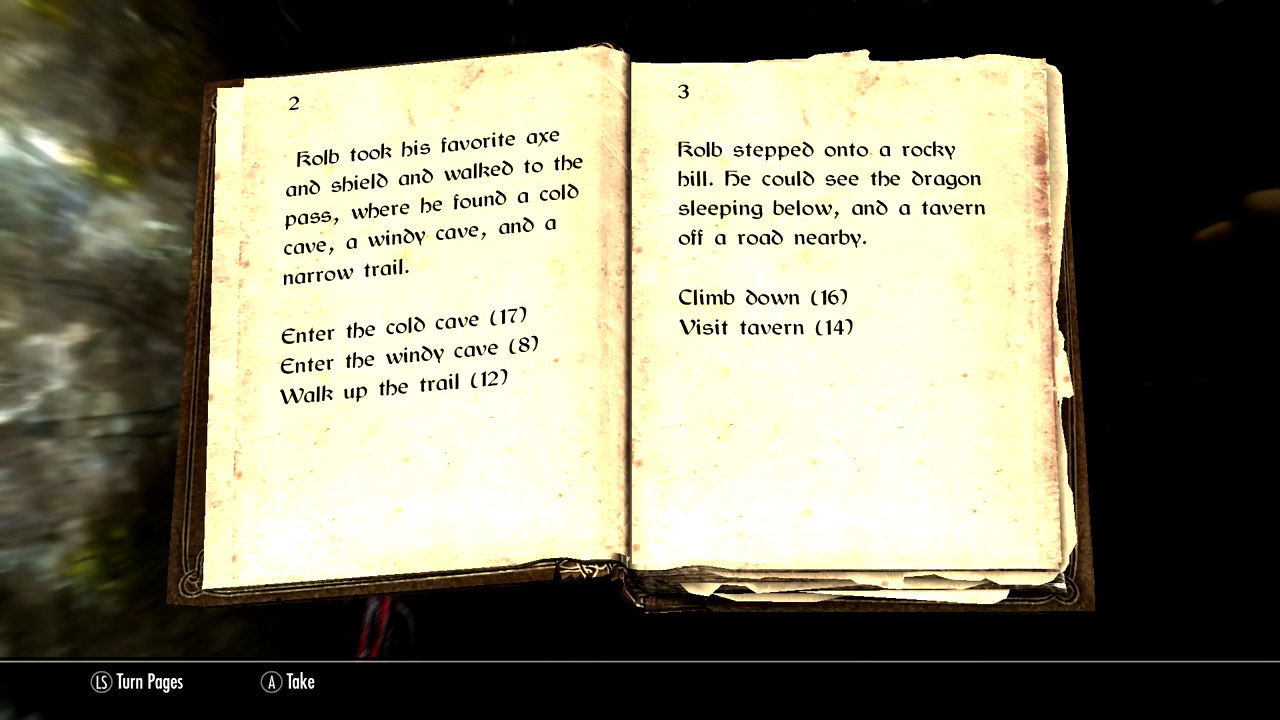 2
Kolb took his favorite axe
and shield and walked to the
pass, where he found a cold
cave, a windy cave, and a
narrow trail.
Enter the cold cave (17)
Enter the windy cave (8)
Walk up the trail (12)
3
Kolb stepped onto a rocky
hill. He could see the dragon
sleeping below, and a tavern
off a road nearby.
Climb down (16)
Visit tavern (14)
LS Turn Pages
A Take